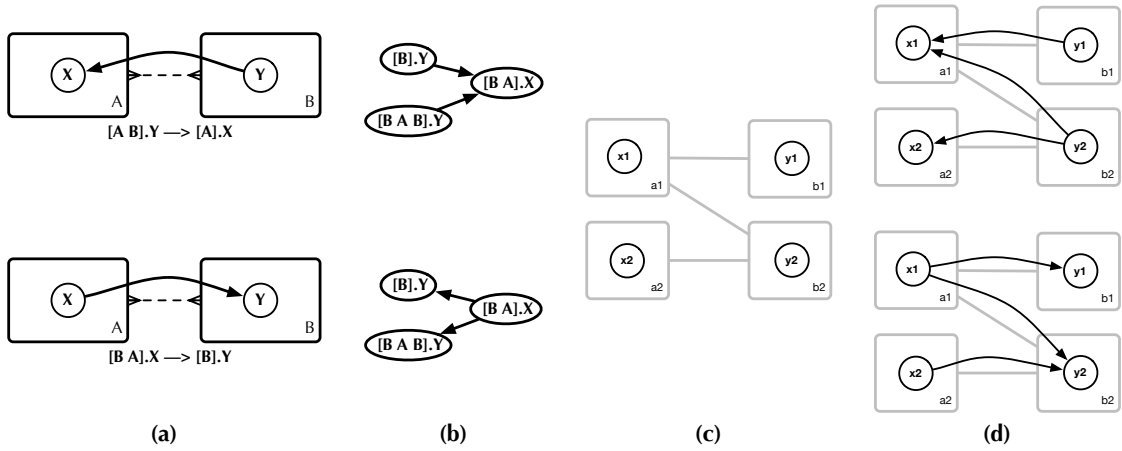 X
Y
A
B
[A B].Y —> [A].X
X
Y
A
B
[B A].X —> [B].Y
(a)
[B].Y
[B A].X
[B A B].Y
[B].Y
[B A].X
[B A B].Y
(b)
x1
a1
y1
b1
x2
a2
y2
b2
(c)
x1
a1
y1
b1
x2
a2
y2
b2
x1
a1
y1
b1
x2
a2
y2
b2
(d)